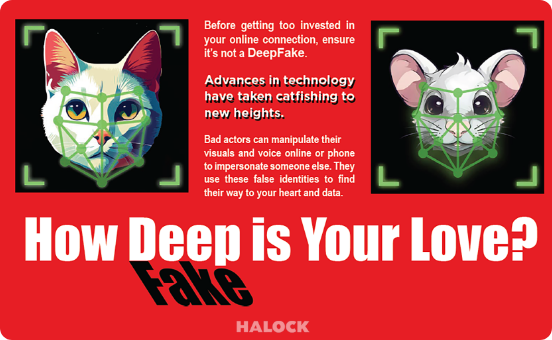 Before getting too invested in
your online connection, ensure
it's not a DeepFake.
Advances in technology
have taken catfishing to
new heights.
Bad actors can manipulate their
visuals and voice online or phone
to impersonate someone else. They
use these false identities to find
their way to your heart and data.
How Deep is Your Love?
Fake
HALOCK